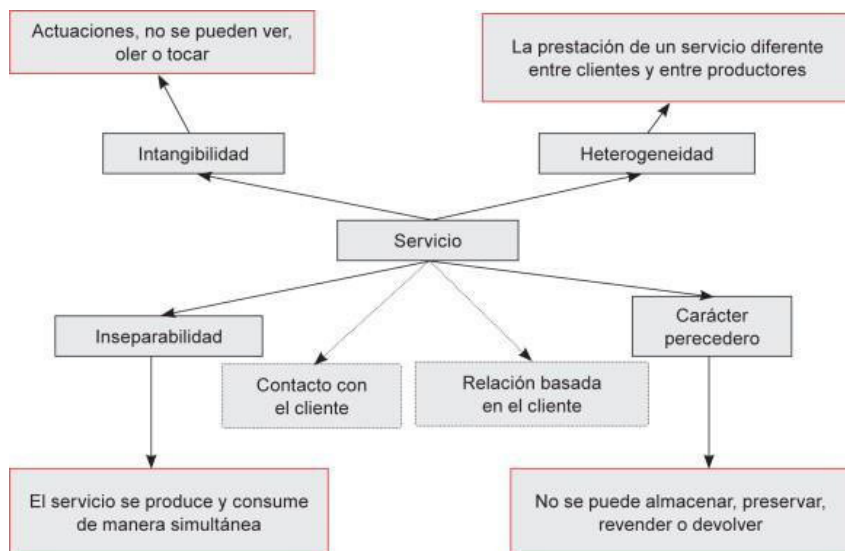 Actuaciones, no se pueden ver,
oler o tocar
La prestación de un servicio diferente
entre clientes y entre productores
Intangibilidad
Heterogeneidad
Servicio
Inseparabilidad
Carácter
perecedero
Contacto con
el cliente
Relación basada
en el cliente
El servicio se produce y consume
de manera simultánea
No se puede almacenar, preservar,
revender o devolver